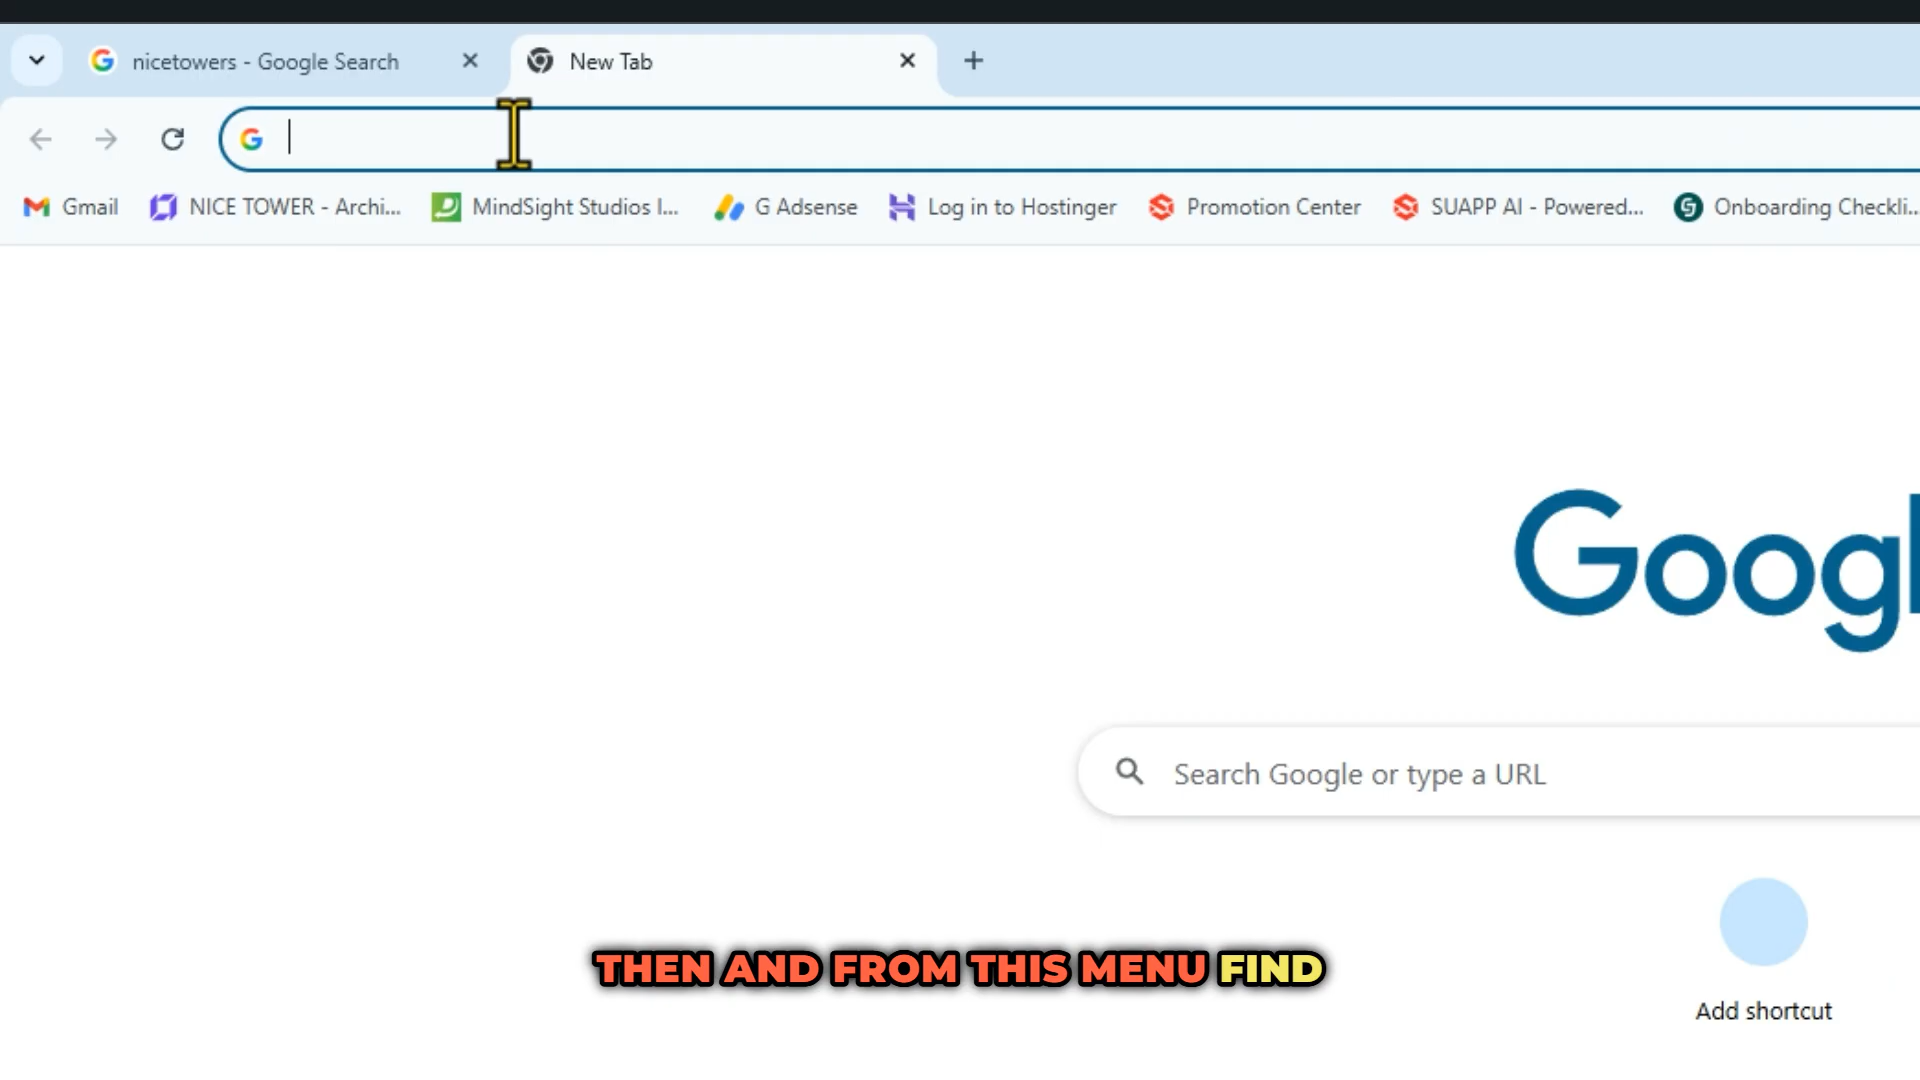 nicetowers - Google Search
New Tab
Gmail
NICE TOWER - Archi...
MindSight Studios I...
G Adsense
Log in to Hostinger
Promotion Center
SUAPP AI - Powered...
Onboarding Checkli...
Googl
Search Google or type a URL
Add shortcut
THEN AND FROM THIS MENU FIND